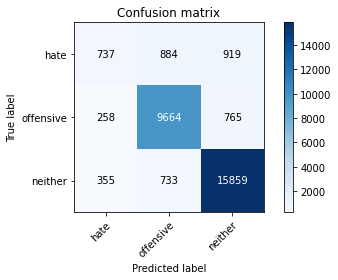 Confusion matrix
True label
hate 737 884 919
offensive 258 9664 765
neither 355 733 15859
hate offensive neither
Predicted label
14000
12000
10000
8000
6000
4000
2000